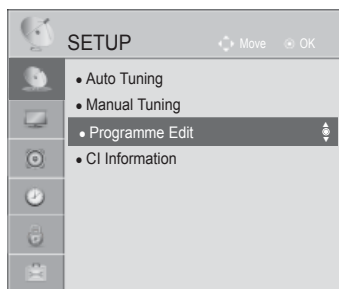 SETUP
Move OK
• Auto Tuning
• Manual Tuning
• Programme Edit
• CI Information